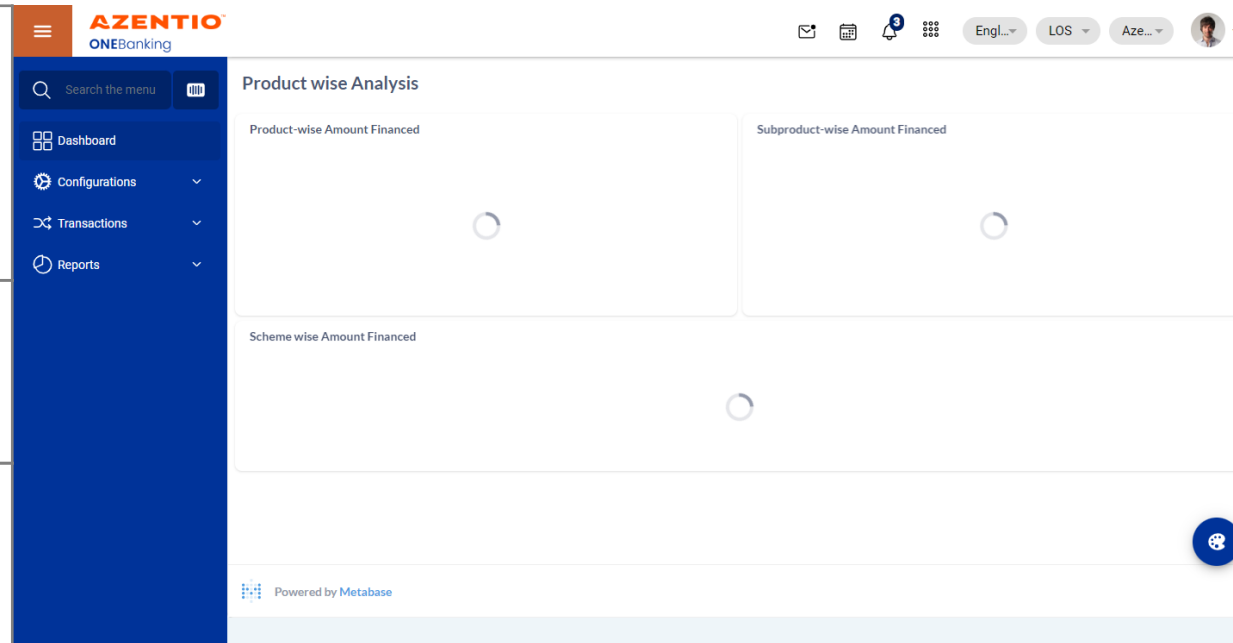 AZENTIO
ONEBanking
3
Engl...
LOS
Aze...
Search the menu
Dashboard
Configurations
Transactions
Reports
Product wise Analysis
Product-wise Amount Financed
Subproduct-wise Amount Financed
Scheme wise Amount Financed
Powered by Metabase